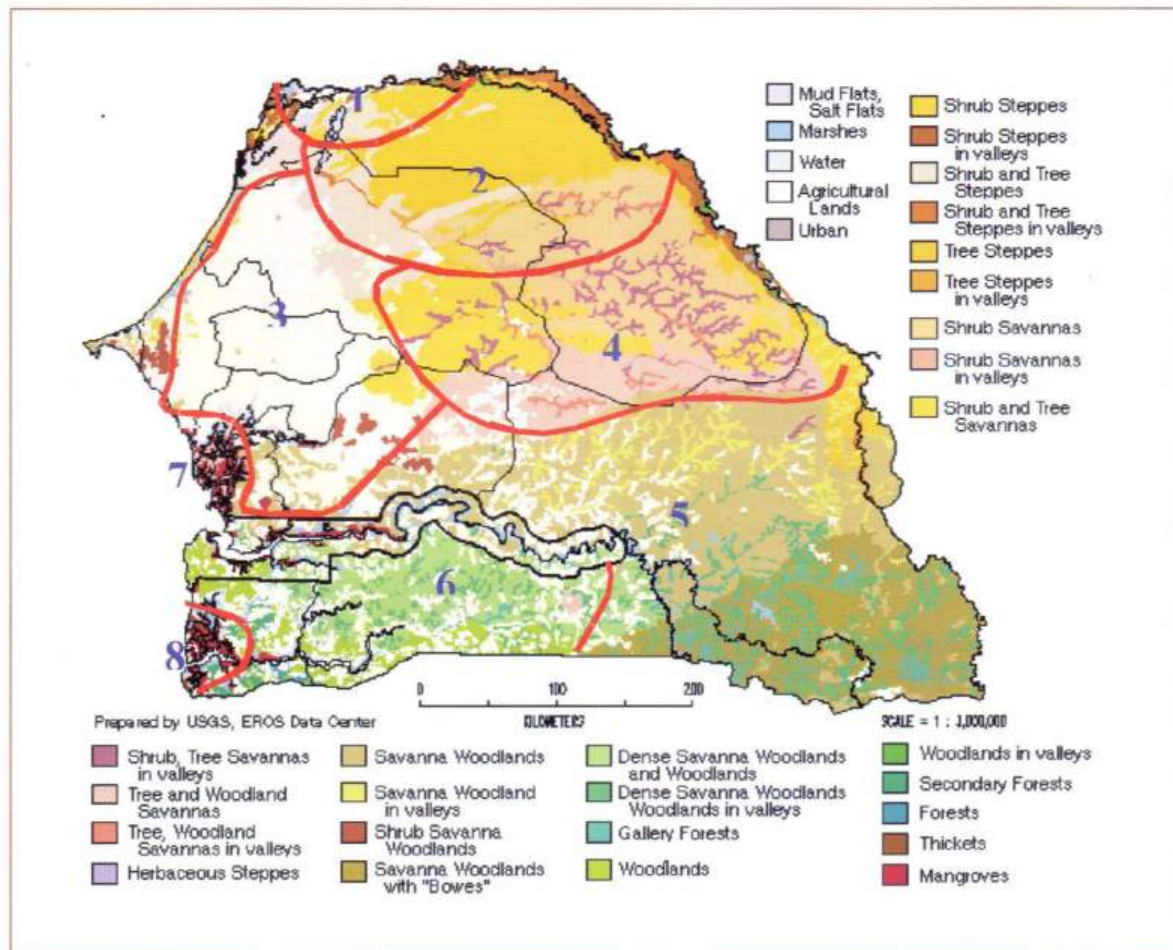 1
2
3
4
5
6
7
8
Mud Flats,
Salt Flats
Marshes
Water
Agricultural
Lands
Urban
Shrub Steppes
Shrub Steppes
in valleys
Shrub and Tree
Steppes
Shrub and Tree
Steppes in valleys
Tree Steppes
Tree Steppes
in valleys
Shrub Savannas
Shrub Savannas
in valleys
Shrub and Tree
Savannas
0 100 200
KILOMETERS
Prepared by USGS, EROS Data Center
SCALE = 1 : 3,000,000
Shrub, Tree Savannas
in valleys
Tree and Woodland
Savannas
Tree, Woodland
Savannas in valleys
Herbaceous Steppes
Savanna Woodlands
Savanna Woodland
in valleys
Shrub Savanna
Woodlands
Savanna Woodlands
with "Bowes"
Dense Savanna Woodlands
and Woodlands
Dense Savanna Woodlands
Woodlands in valleys
Gallery Forests
Woodlands
Woodlands in valleys
Secondary Forests
Forests
Thickets
Mangroves